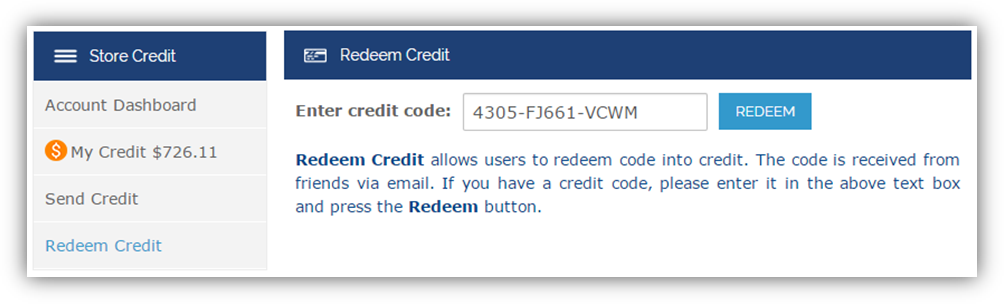 Store Credit
Account Dashboard
My Credit $726.11
Send Credit
Redeem Credit
Redeem Credit
Enter credit code: 4305-FJ661-VCWM REDEEM
Redeem Credit allows users to redeem code into credit. The code is received from
friends via email. If you have a credit code, please enter it in the above text box
and press the Redeem button.